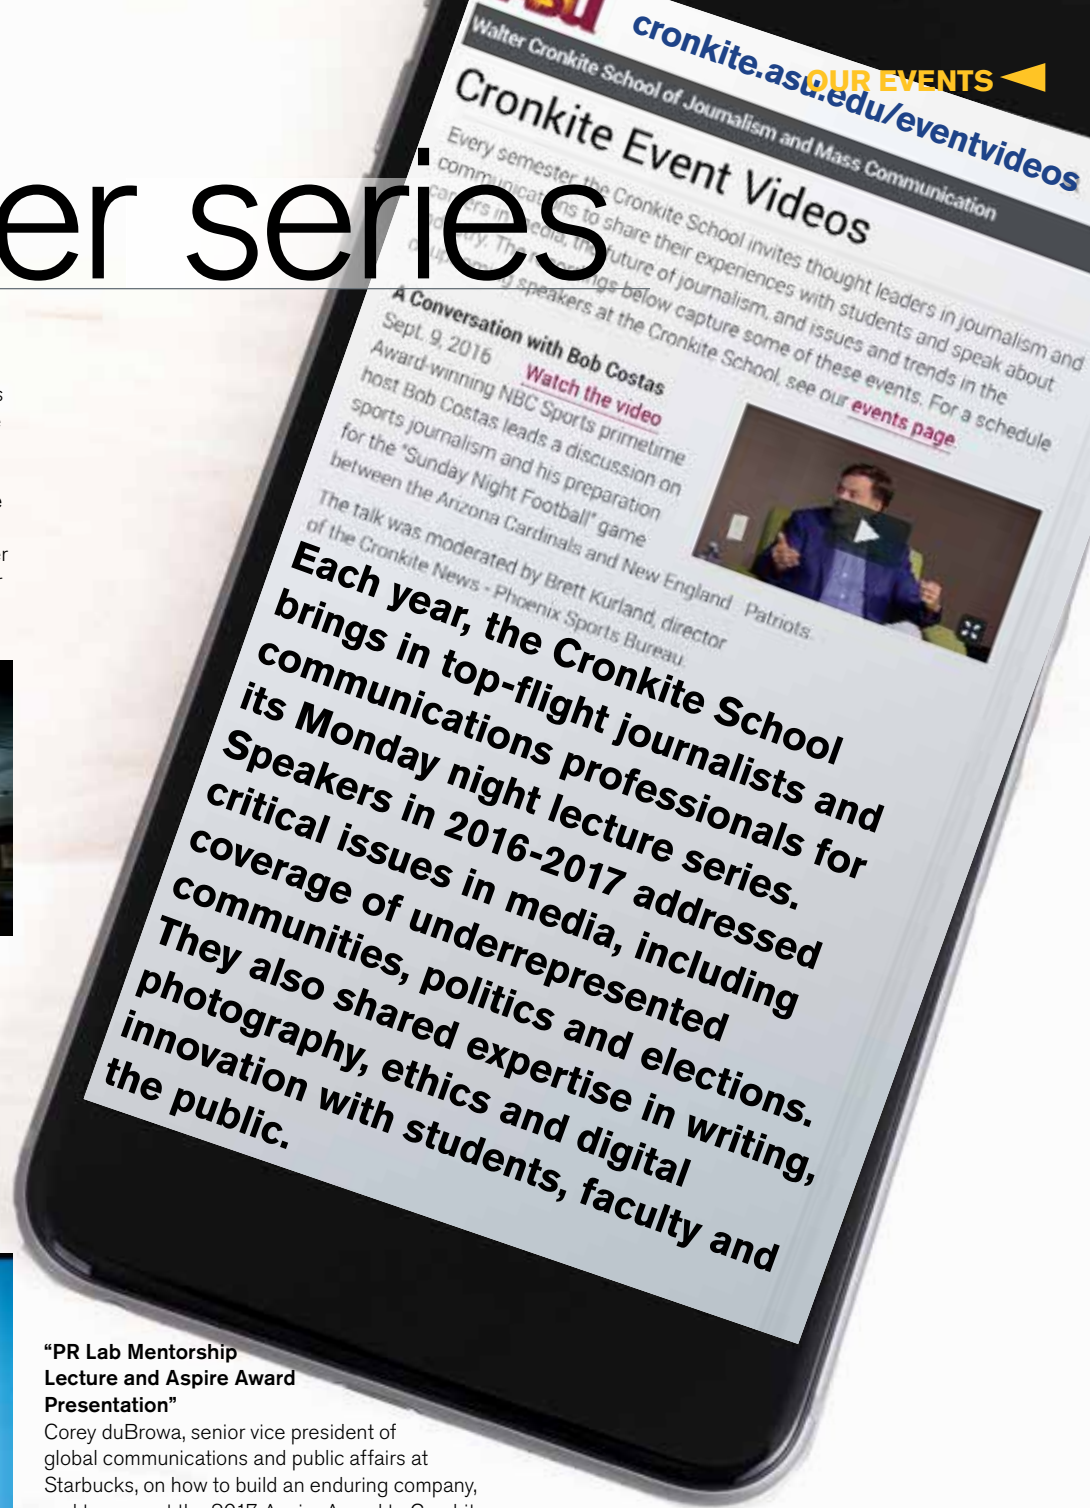 ASU
cronkite.asu.edu/eventvideos
OUR EVENTS
Walter Cronkite School of Journalism and Mass Communication
er series
Cronkite Event Videos
Every semester, the Cronkite School invites thought leaders in journalism and
communications to share their experiences with students and speak about
careers in media, the future of journalism, and issues and trends in the
industry. The recordings below capture some of these events. For a schedule
of upcoming speakers at the Cronkite School, see our events page.
A Conversation with Bob Costas
Sept. 9, 2016 Watch the video
Award-winning NBC Sports primetime
host Bob Costas leads a discussion on
sports journalism and his preparation
for the "Sunday Night Football" game
between the Arizona Cardinals and New England Patriots.
The talk was moderated by Brett Kurland, director
of the Cronkite News - Phoenix Sports Bureau.
Each year, the Cronkite School
brings in top-flight journalists and
communications professionals for
its Monday night lecture series.
Speakers in 2016-2017 addressed
critical issues in media, including
coverage of underrepresented
communities, politics and elections.
They also shared expertise in writing,
photography, ethics and digital
innovation with students, faculty and
the public.
“PR Lab Mentorship
Lecture and Aspire Award
Presentation”
Corey duBrowa, senior vice president of
global communications and public affairs at
Starbucks, on how to build an enduring company,